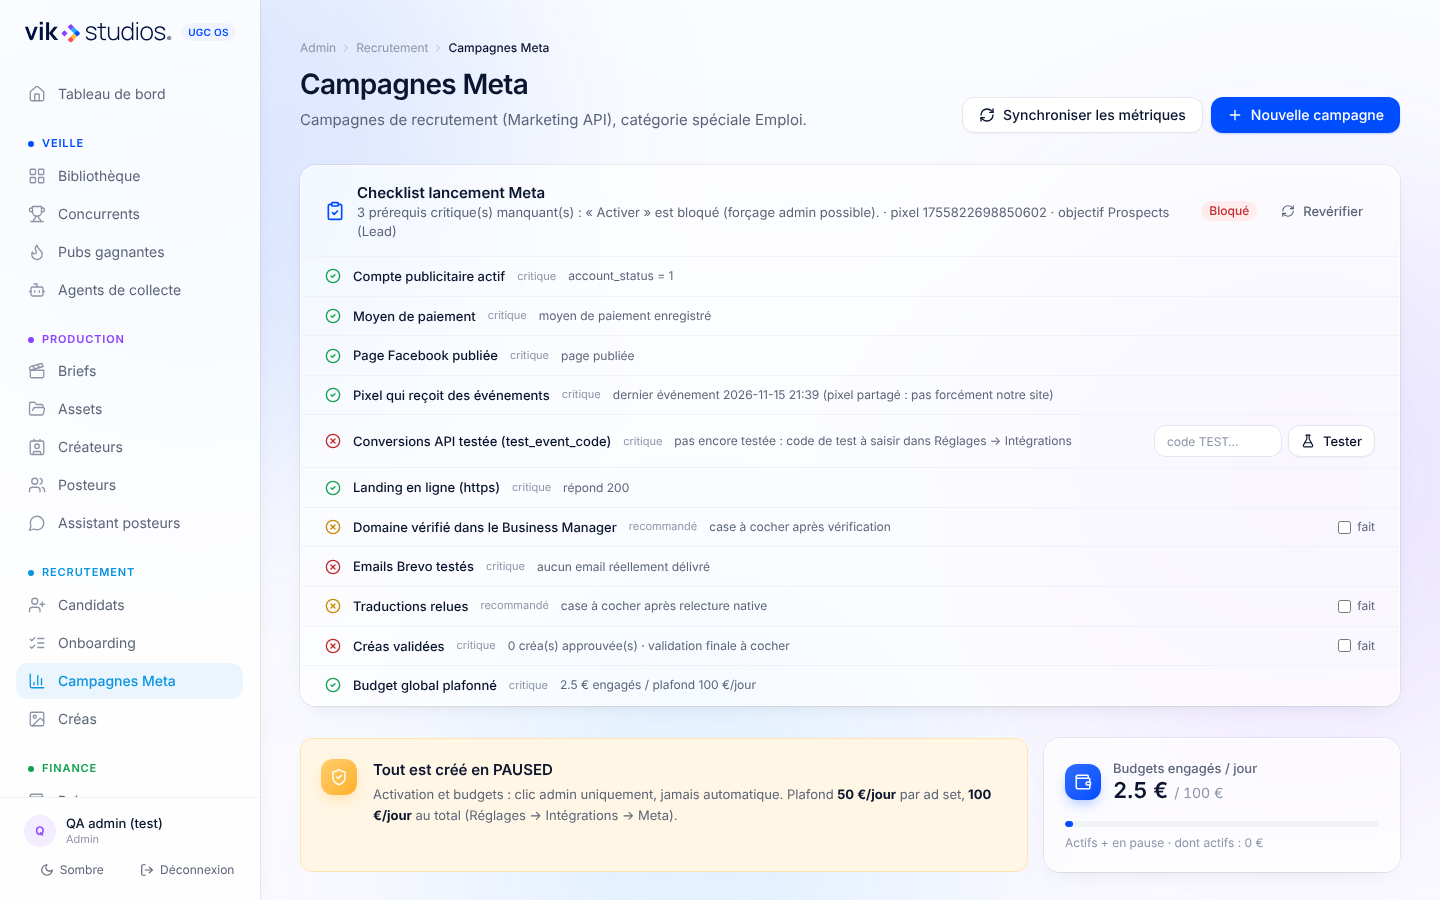 vik studios® UGC OS
Tableau de bord
VEILLE
Bibliothèque
Concurrents
Pubs gagnantes
Agents de collecte
PRODUCTION
Briefs
Assets
Créateurs
Posteurs
Assistant posteurs
RECRUTEMENT
Candidats
Onboarding
Campagnes Meta
Créas
FINANCE
Q
QA admin (test)
Admin
Sombre
Déconnexion
Admin > Recrutement > Campagnes Meta
Campagnes Meta
Campagnes de recrutement (Marketing API), catégorie spéciale Emploi.
Synchroniser les métriques
+ Nouvelle campagne
Checklist lancement Meta
3 prérequis critique(s) manquant(s) : « Activer » est bloqué (forçage admin possible). · pixel 1755822698850602 · objectif Prospects
(Lead)
Bloqué
Revérifier
Compte publicitaire actif critique account_status = 1
Moyen de paiement critique moyen de paiement enregistré
Page Facebook publiée critique page publiée
Pixel qui reçoit des événements critique dernier événement 2026-11-15 21:39 (pixel partagé : pas forcément notre site)
Conversions API testée (test_event_code) critique pas encore testée : code de test à saisir dans Réglages → Intégrations code TEST... Tester
Landing en ligne (https) critique répond 200
Domaine vérifié dans le Business Manager recommandé case à cocher après vérification fait
Emails Brevo testés critique aucun email réellement délivré
Traductions relues recommandé case à cocher après relecture native fait
Créas validées critique 0 créa(s) approuvée(s) · validation finale à cocher fait
Budget global plafonné critique 2.5 € engagés / plafond 100 €/jour
Tout est créé en PAUSED
Activation et budgets : clic admin uniquement, jamais automatique. Plafond 50 €/jour par ad set, 100
€/jour au total (Réglages → Intégrations → Meta).
Budgets engagés / jour
2.5 € / 100 €
Actifs + en pause · dont actifs : 0 €